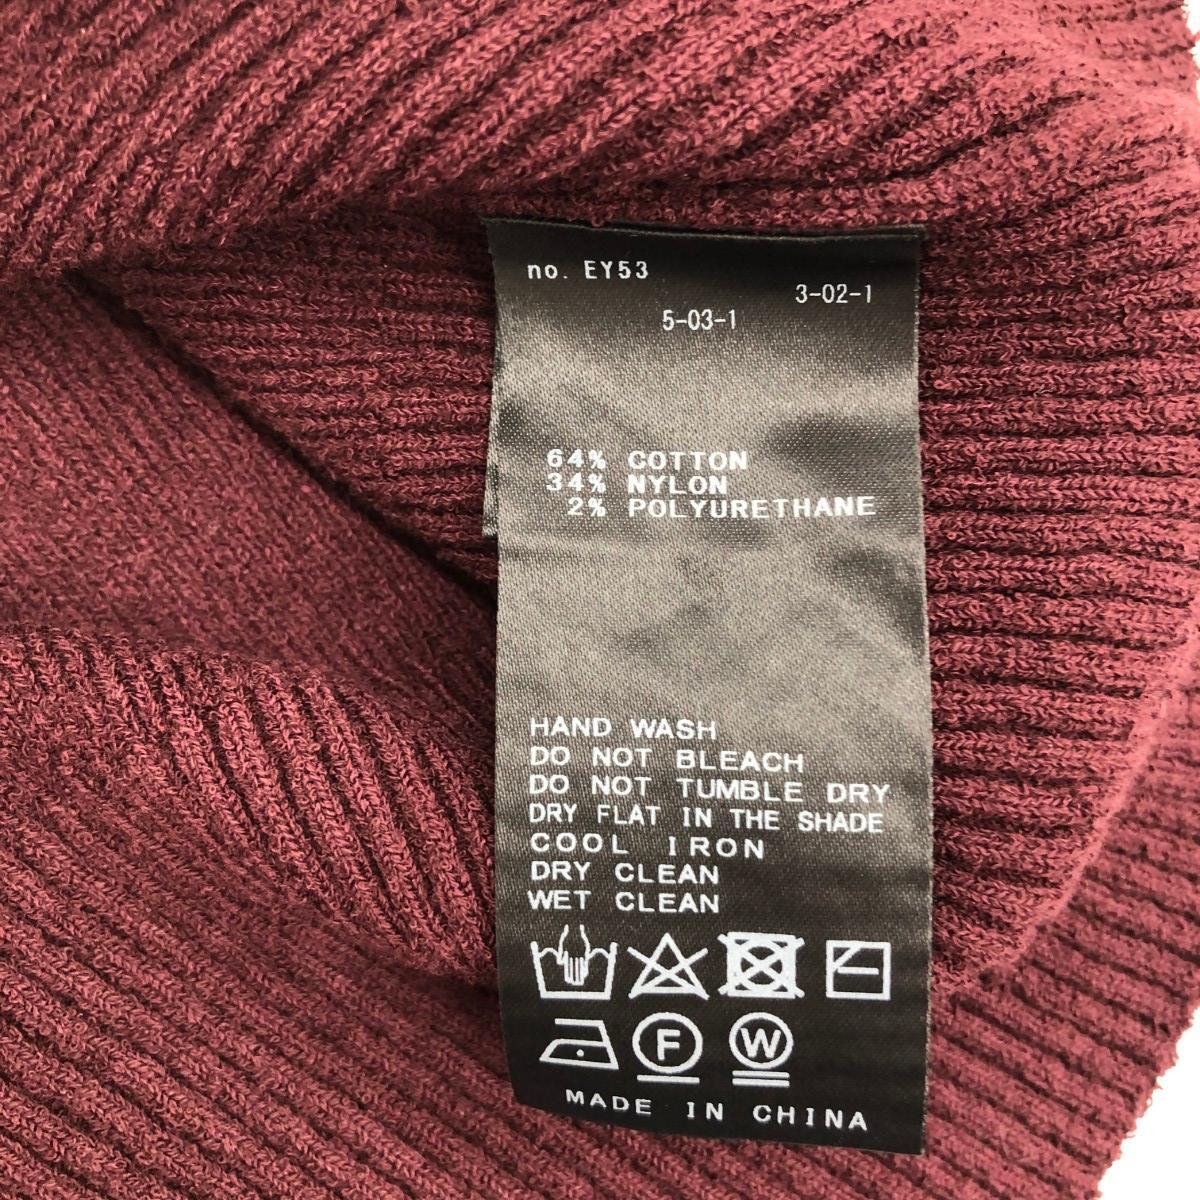 no. EY53
3-02-1
5-03-1
64% COTTON
34% NYLON
2% POLYURETHANE
HAND WASH
DO NOT BLEACH
DO NOT TUMBLE DRY
DRY FLAT IN THE SHADE
COOL IRON
DRY CLEAN
WET CLEAN
F W
MADE IN CHINA